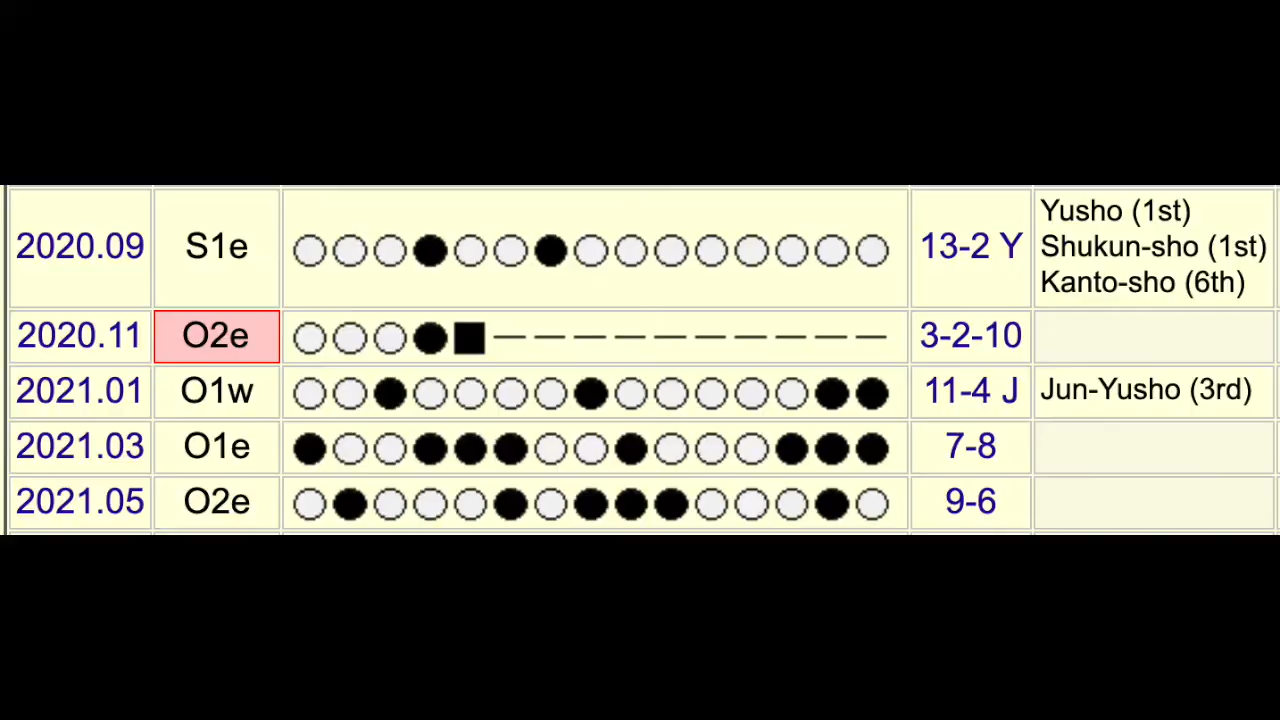 2020.09 S1e 13-2 Y Yusho (1st)
Shukun-sho (1st)
Kanto-sho (6th)
2020.11 O2e 3-2-10
2021.01 O1w 11-4 J Jun-Yusho (3rd)
2021.03 O1e 7-8
2021.05 O2e 9-6